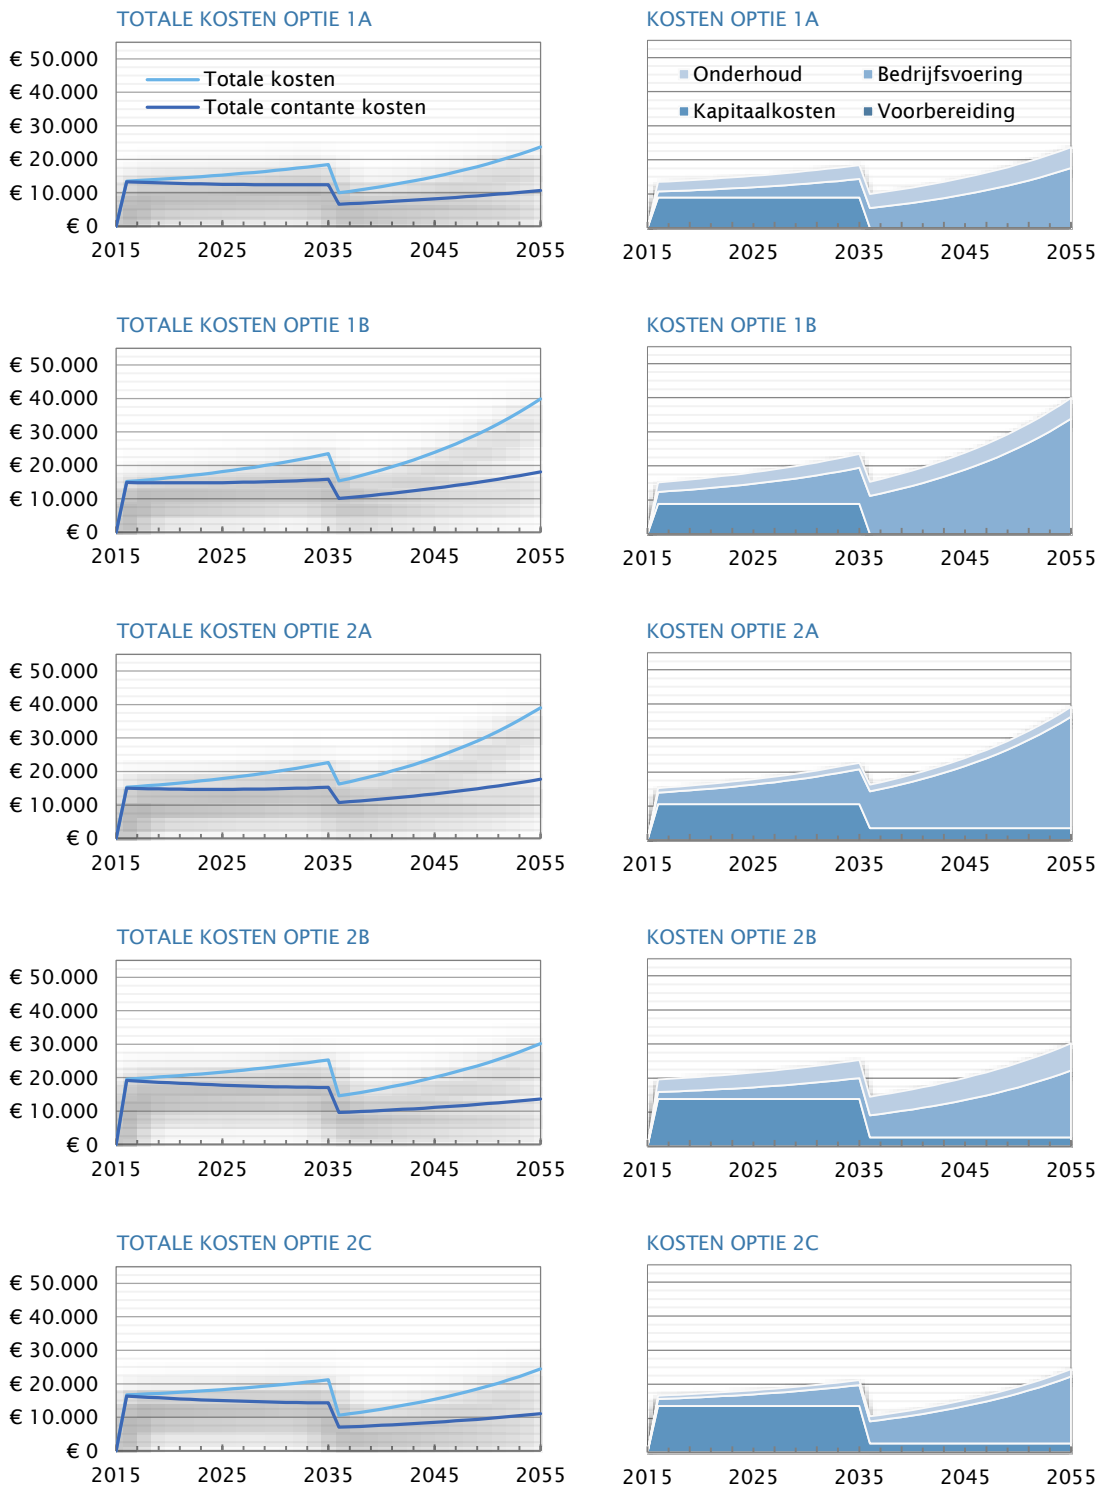 TOTALE KOSTEN OPTIE 1A
€ 50.000
€ 40.000
€ 30.000
€ 20.000
€ 10.000
€ 0
Totale kosten
Totale contante kosten
2015 2025 2035 2045 2055
KOSTEN OPTIE 1A
Onderhoud Bedrijfsvoering
Kapitaalkosten Voorbereiding
2015 2025 2035 2045 2055
TOTALE KOSTEN OPTIE 1B
€ 50.000
€ 40.000
€ 30.000
€ 20.000
€ 10.000
€ 0
2015 2025 2035 2045 2055
KOSTEN OPTIE 1B
2015 2025 2035 2045 2055
TOTALE KOSTEN OPTIE 2A
€ 50.000
€ 40.000
€ 30.000
€ 20.000
€ 10.000
€ 0
2015 2025 2035 2045 2055
KOSTEN OPTIE 2A
2015 2025 2035 2045 2055
TOTALE KOSTEN OPTIE 2B
€ 50.000
€ 40.000
€ 30.000
€ 20.000
€ 10.000
€ 0
2015 2025 2035 2045 2055
KOSTEN OPTIE 2B
2015 2025 2035 2045 2055
TOTALE KOSTEN OPTIE 2C
€ 50.000
€ 40.000
€ 30.000
€ 20.000
€ 10.000
€ 0
2015 2025 2035 2045 2055
KOSTEN OPTIE 2C
2015 2025 2035 2045 2055